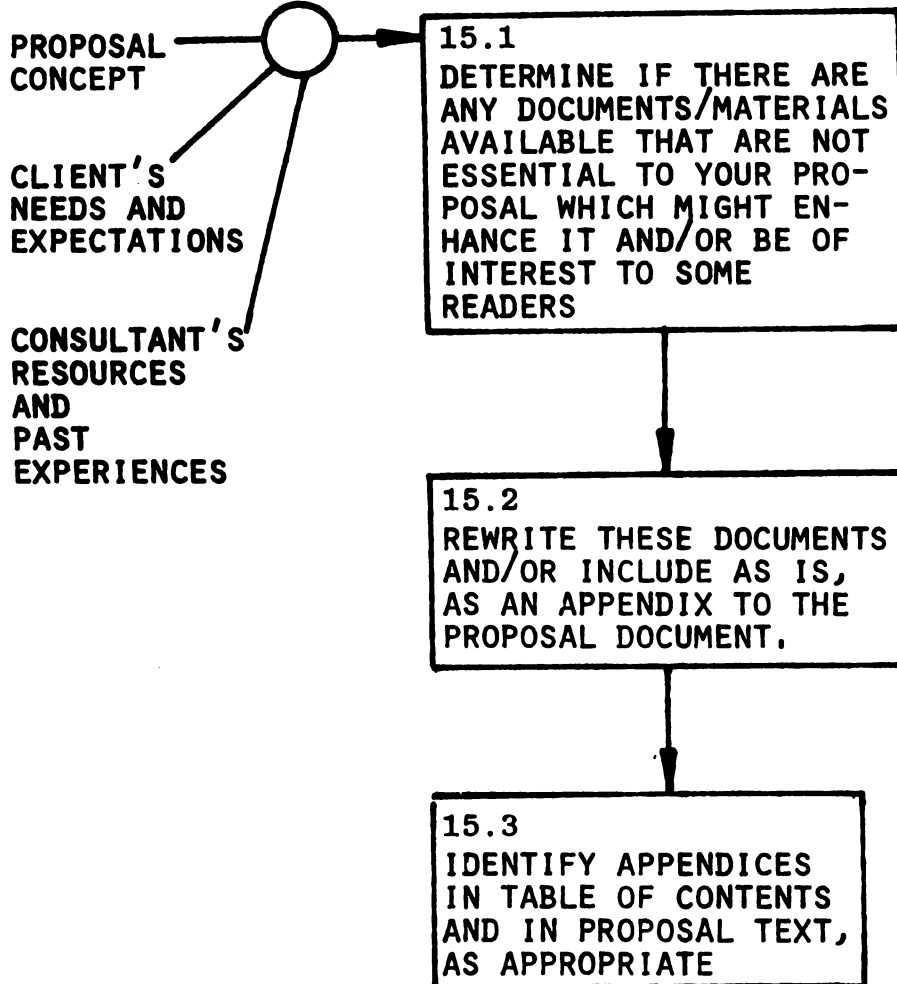 PROPOSAL
CONCEPT
CLIENT'S
NEEDS AND
EXPECTATIONS
CONSULTANT'S
RESOURCES
AND
PAST
EXPERIENCES
15.1
DETERMINE IF THERE ARE
ANY DOCUMENTS/MATERIALS
AVAILABLE THAT ARE NOT
ESSENTIAL TO YOUR PRO-
POSAL WHICH MIGHT EN-
HANCE IT AND/OR BE OF
INTEREST TO SOME
READERS
15.2
REWRITE THESE DOCUMENTS
AND/OR INCLUDE AS IS,
AS AN APPENDIX TO THE
PROPOSAL DOCUMENT.
15.3
IDENTIFY APPENDICES
IN TABLE OF CONTENTS
AND IN PROPOSAL TEXT,
AS APPROPRIATE